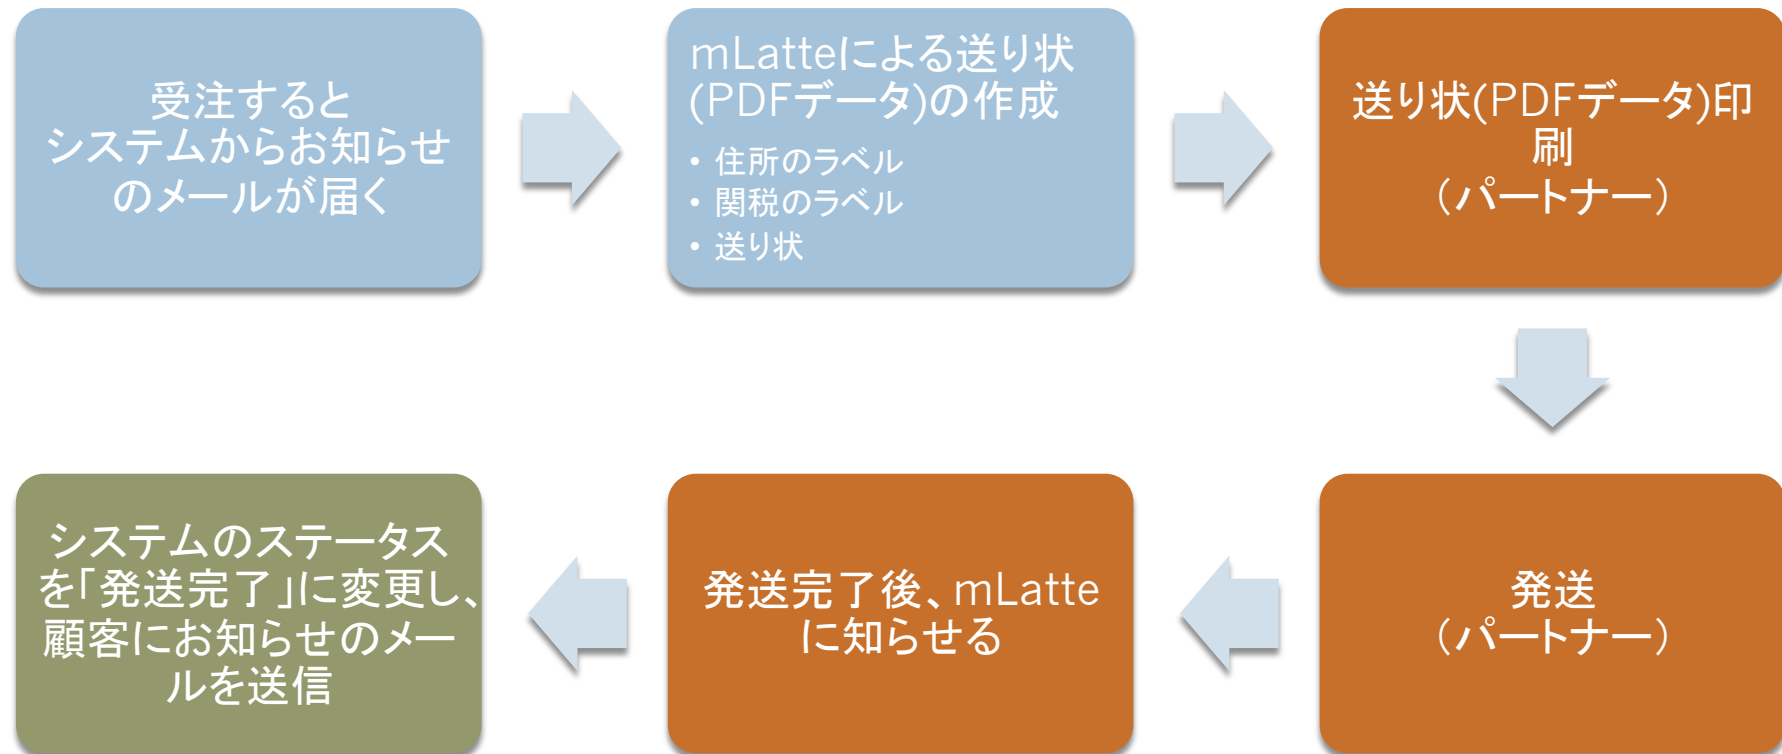 受注すると
システムからお知らせ
のメールが届く
mLatteによる送り状
(PDFデータ)の作成
• 住所のラベル
• 関税のラベル
• 送り状
送り状(PDFデータ)印
刷
（パートナー）
発送
（パートナー）
発送完了後、mLatte
に知らせる
システムのステータス
を「発送完了」に変更し、
顧客にお知らせのメー
ルを送信